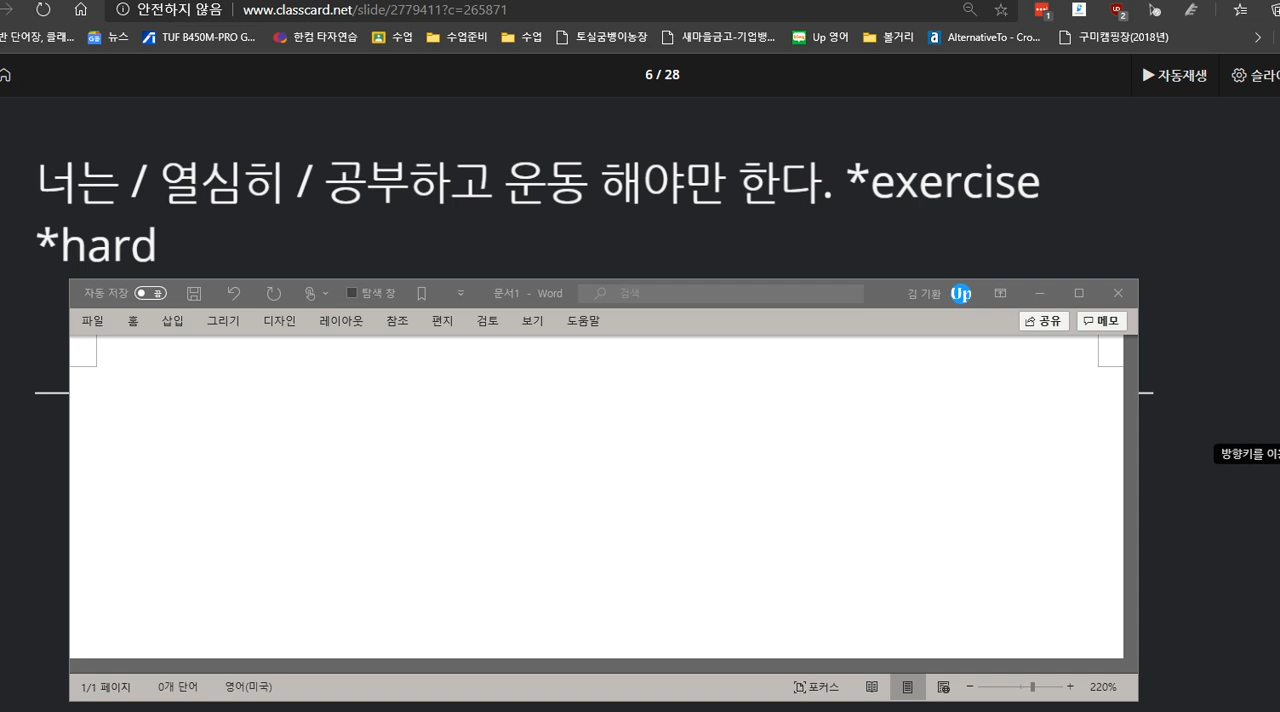 안전하지 않음 www.classcard.net/slide/2779411?c=265871
반 단어장, 클래... 뉴스 TUF B450M-PRO G... 한컴 타자연습 수업 수업준비 수업 토실굼벵이농장 새마을금고-기업뱅... Up 영어 볼거리 AlternativeTo - Cro... 구미캠핑장(2018년)
6 / 28 자동재생 슬라이
너는 / 열심히 / 공부하고 운동 해야만 한다. *exercise
*hard
자동 저장 끔 탐색 창 문서1 - Word 검색 김 기환 Up
파일 홈 삽입 그리기 디자인 레이아웃 참조 편지 검토 보기 도움말 공유 메모
방향키를 이용
1/1 페이지 0개 단어 영어(미국) 포커스 220%